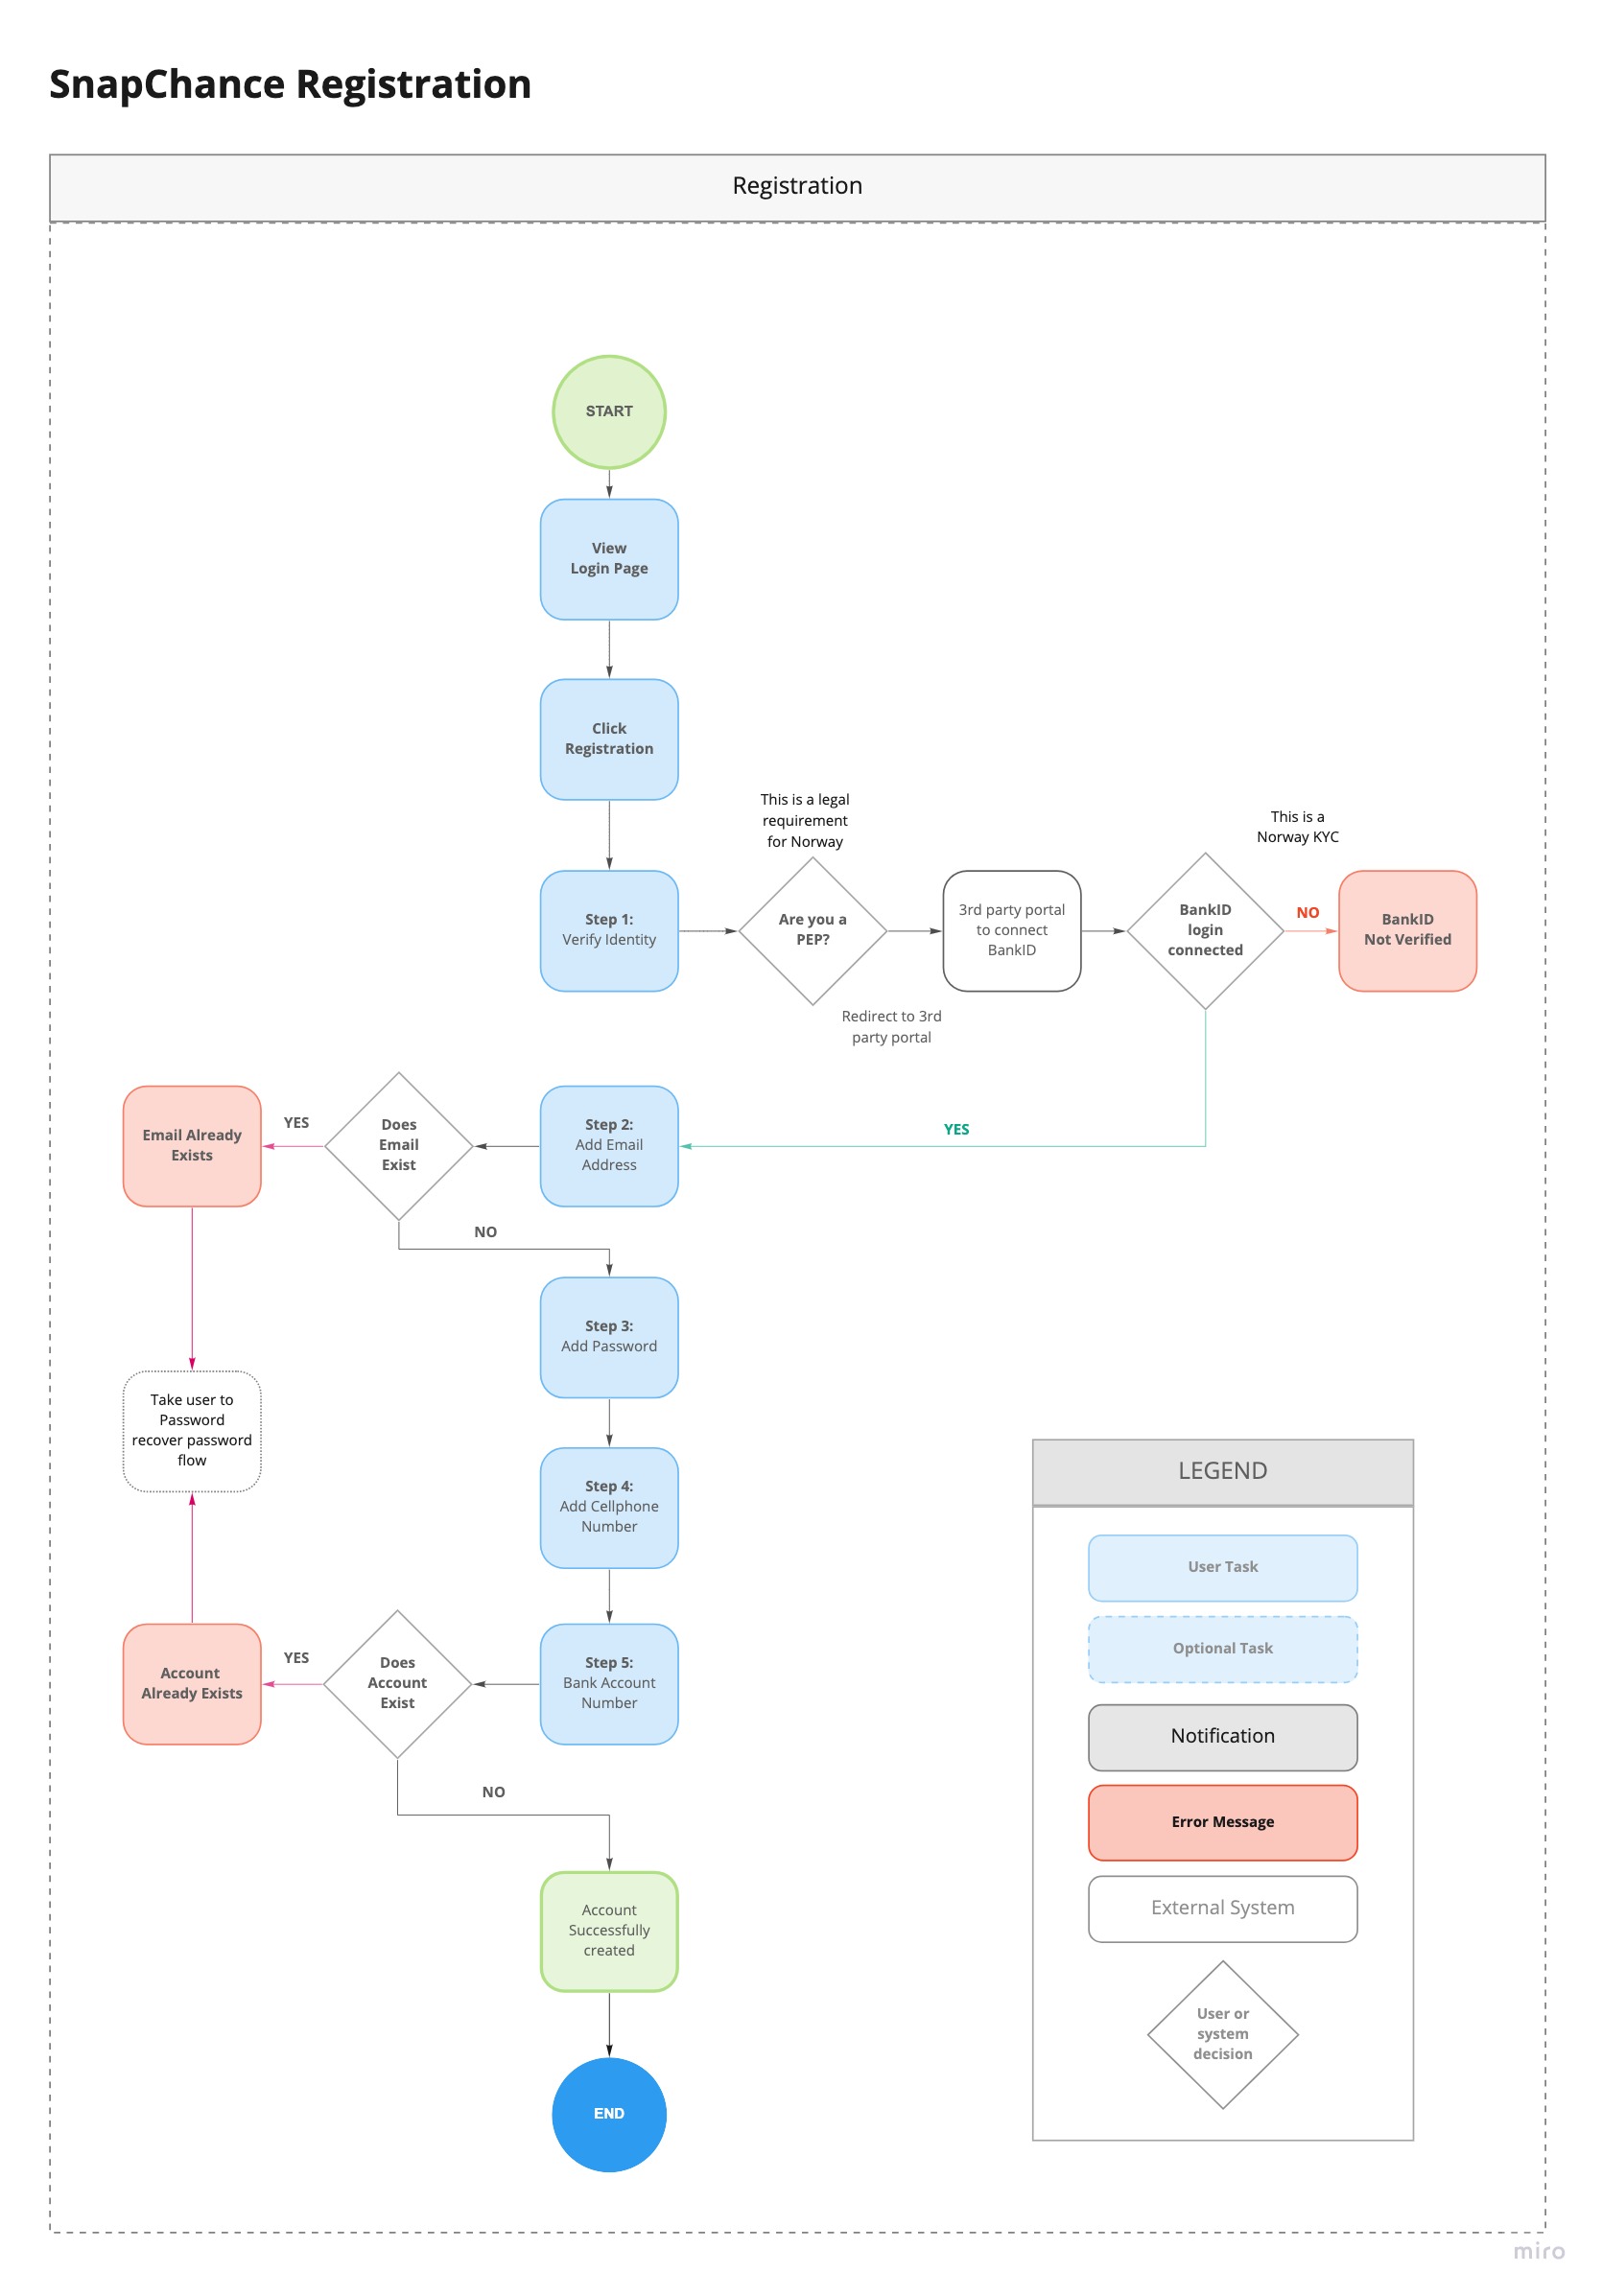 SnapChance Registration
Registration
START
View
Login Page
Click
Registration
This is a legal
requirement
for Norway
This is a
Norway KYC
Step 1:
Verify Identity
Are you a
PEP?
3rd party portal
to connect
BankID
BankID
login
connected
NO
BankID
Not Verified
Redirect to 3rd
party portal
Email Already
Exists
YES
Does
Email
Exist
Step 2:
Add Email
Address
YES
NO
Step 3:
Add Password
Take user to
Password
recover password
flow
Step 4:
Add Cellphone
Number
Account
Already Exists
YES
Does
Account
Exist
Step 5:
Bank Account
Number
NO
Account
Successfully
created
END
LEGEND
User Task
Optional Task
Notification
Error Message
External System
User or
system
decision
miro